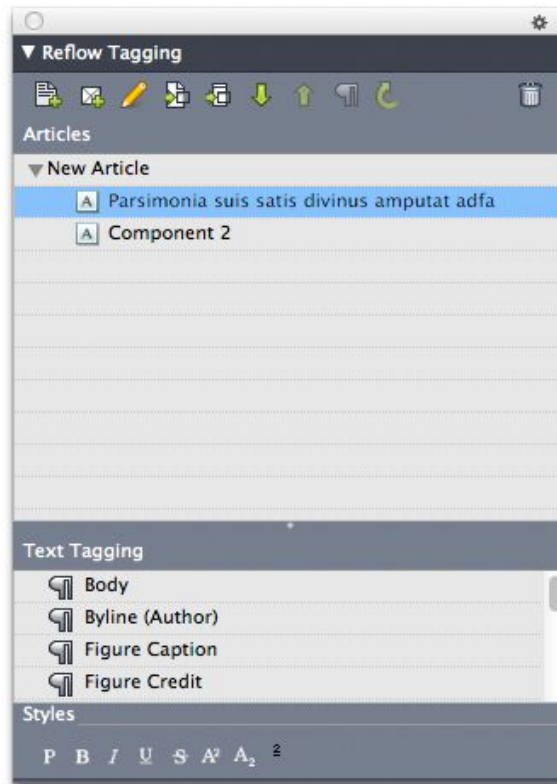 Reflow Tagging
Articles
New Article
A Parsimonia suis satis divinus amputat adfa
A Component 2
Text Tagging
Body
Byline (Author)
Figure Caption
Figure Credit
Styles
P B I U S A² A₂ 2